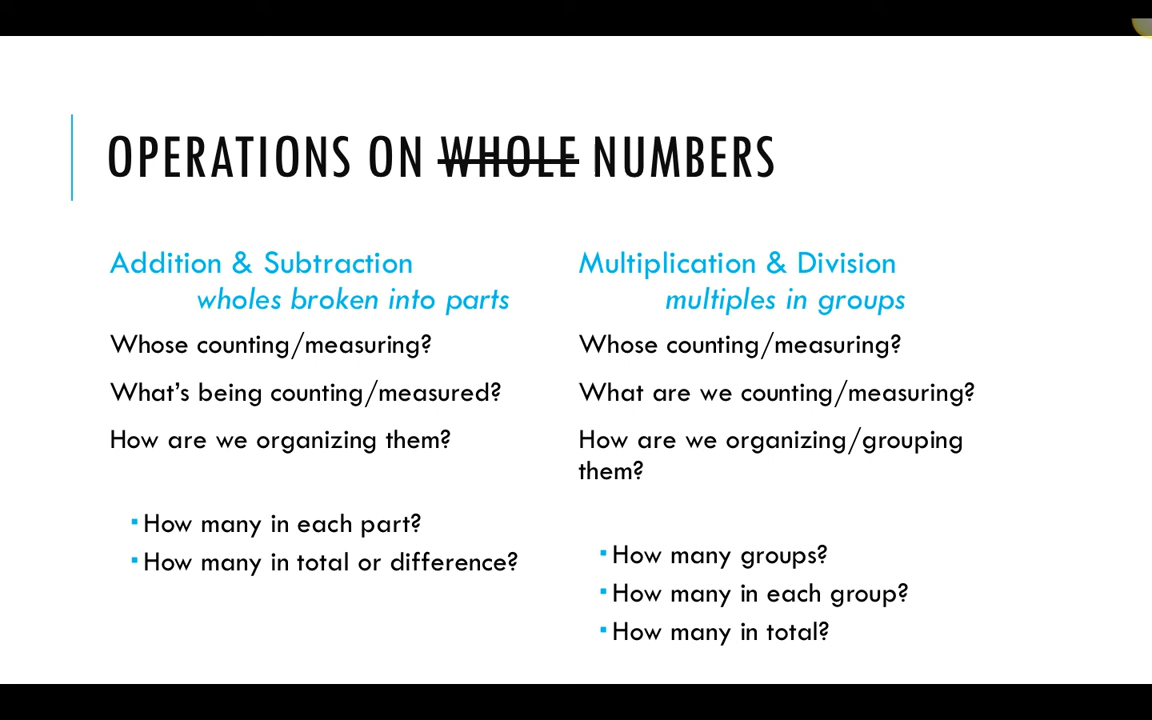 OPERATIONS ON WHOLE NUMBERS
Addition & Subtraction
wholes broken into parts
Whose counting/measuring?
What's being counting/measured?
How are we organizing them?
▪ How many in each part?
▪ How many in total or difference?
Multiplication & Division
multiples in groups
Whose counting/measuring?
What are we counting/measuring?
How are we organizing/grouping
them?
▪ How many groups?
▪ How many in each group?
▪ How many in total?